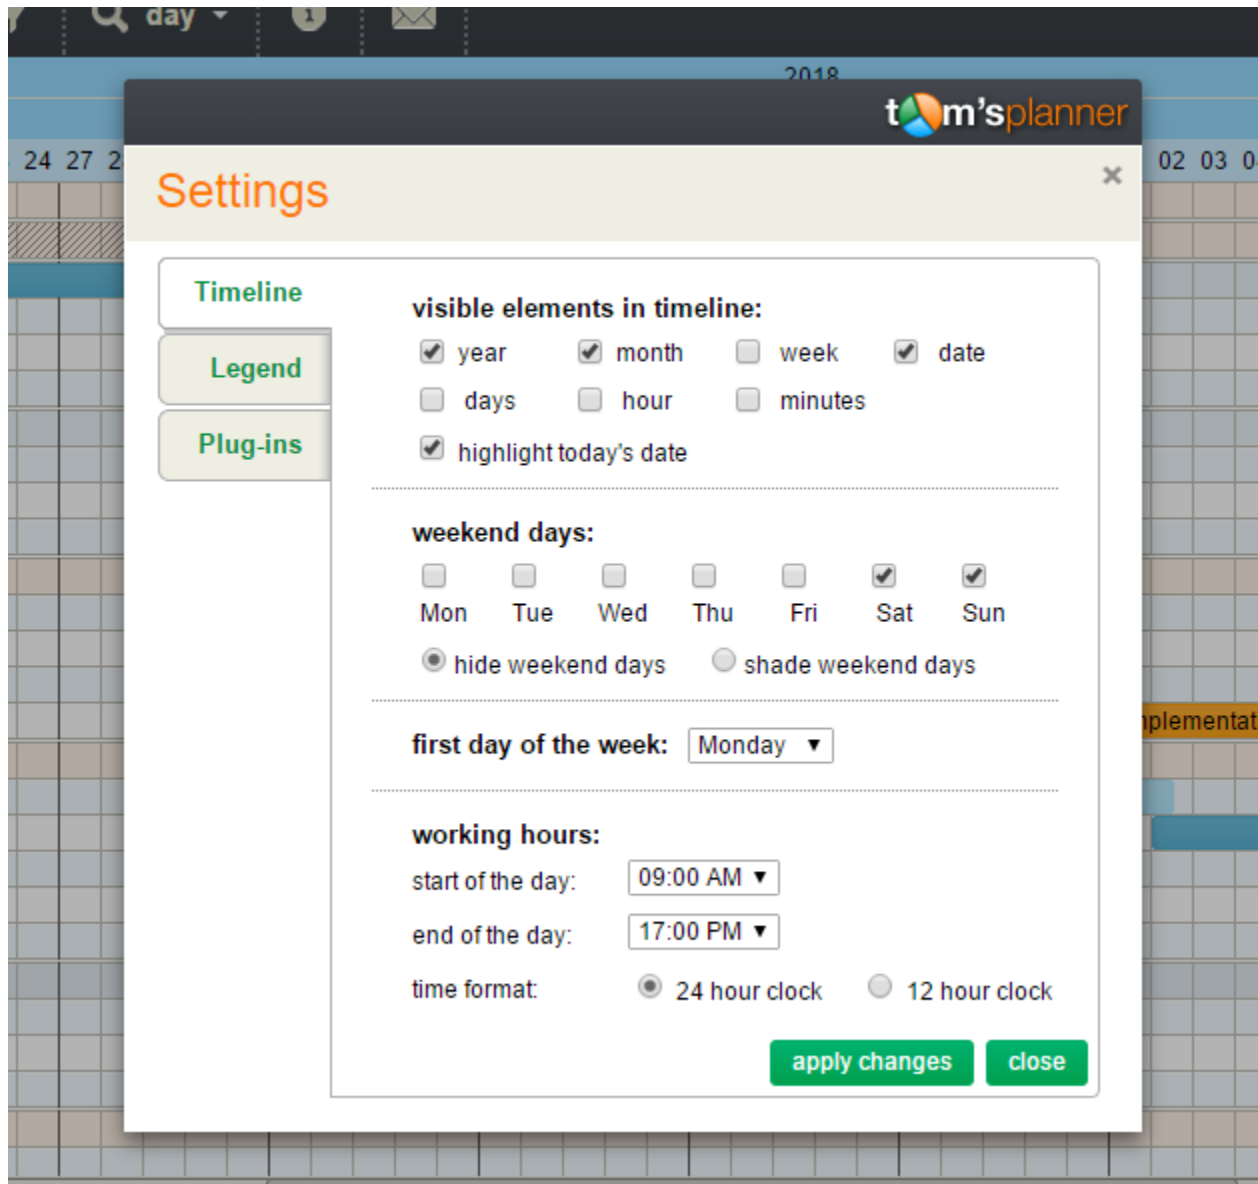 day
1
2018
tom'splanner
24 27
02 03
Settings
×
Timeline
Legend
Plug-ins
visible elements in timeline:
year month week date
days hour minutes
highlight today's date
weekend days:
Mon Tue Wed Thu Fri Sat Sun
hide weekend days shade weekend days
first day of the week: Monday
working hours:
start of the day: 09:00 AM
end of the day: 17:00 PM
time format: 24 hour clock 12 hour clock
apply changes close